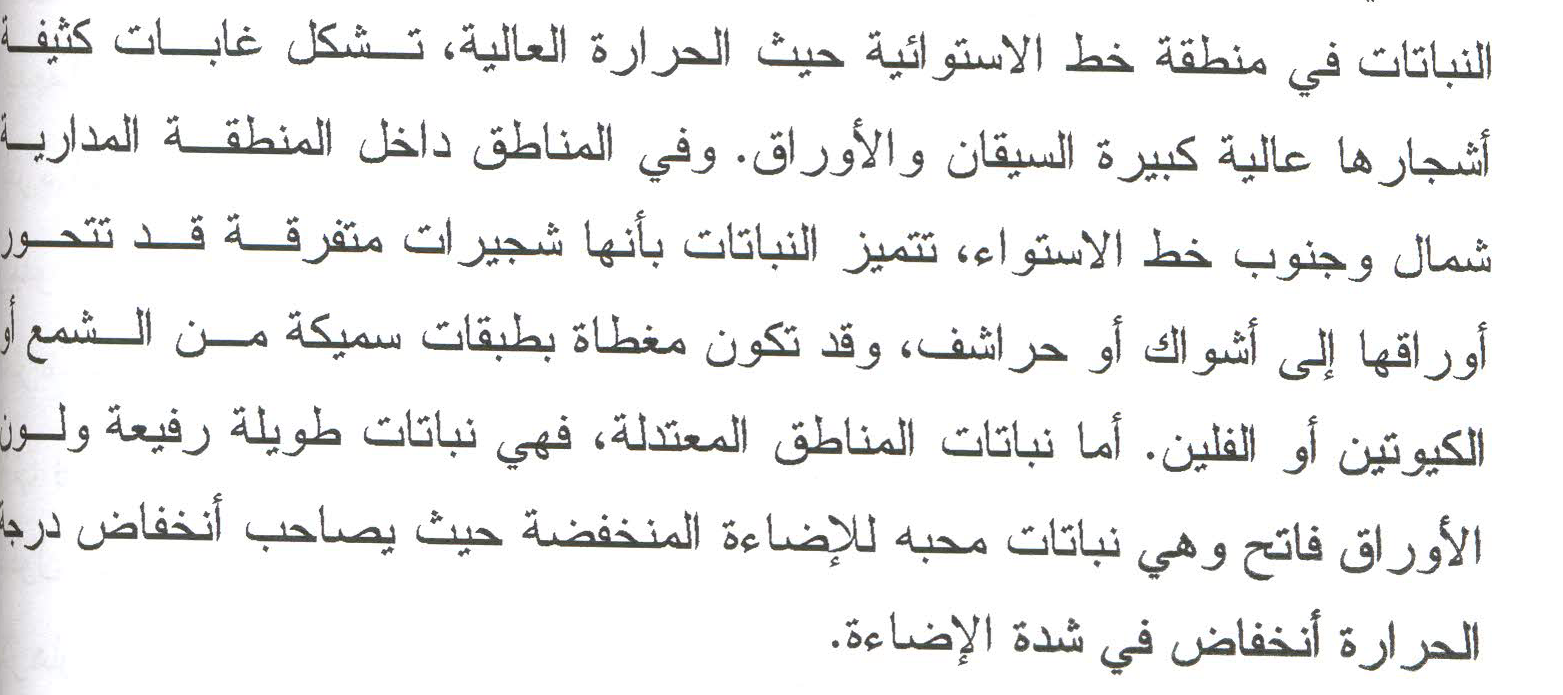 النباتات في منطقة خط الاستوائية حيث الحرارة العالية، تشكل غابات كثيفة
أشجارها عالية كبيرة السيقان والأوراق. وفي المناطق داخل المنطقة المدارية
شمال وجنوب خط الاستواء، تتميز النباتات بأنها شجيرات متفرقة قد تتحور
أوراقها إلى أشواك أو حراشف، وقد تكون مغطاة بطبقات سميكة من الشمع أو
الكيوتين أو الفلين. أما نباتات المناطق المعتدلة، فهي نباتات طويلة رفيعة ولون
الأوراق فاتح وهي نباتات محبه للإضاءة المنخفضة حيث يصاحب أنخفاض درجة
الحرارة أنخفاض في شدة الإضاءة.